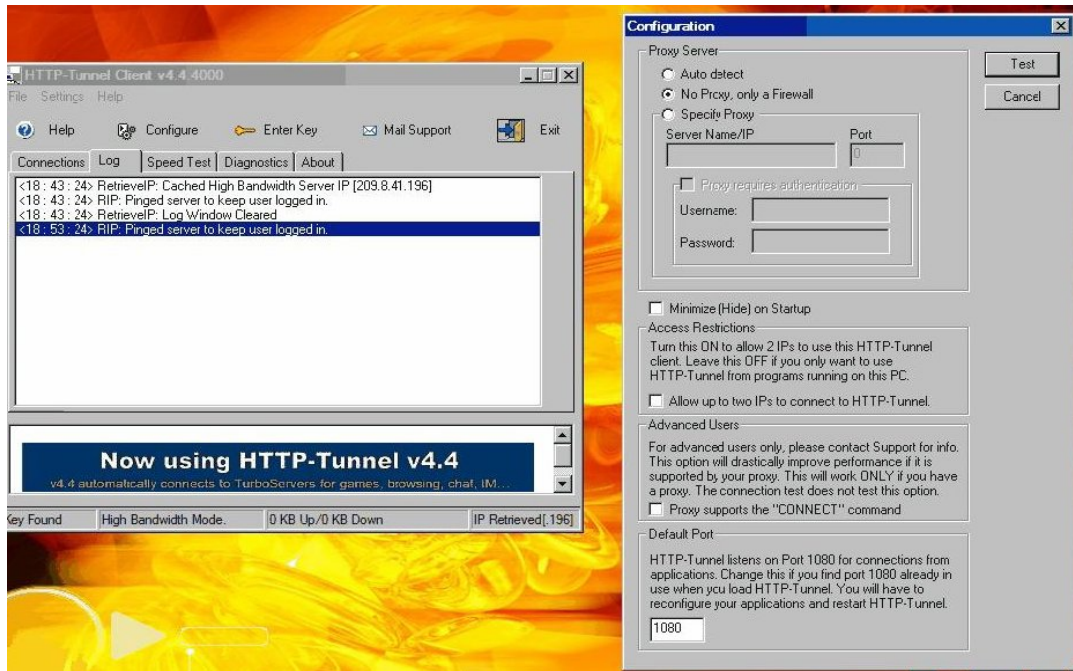 HTTP-Tunnel Client v4.4.4000
File Settings Help
Help Configure Enter Key Mail Support Exit
Connections Log Speed Test Diagnostics About
<18 : 43 : 24> RetrieveIP: Cached High Bandwidth Server IP [209.8.41.196]
<18 : 43 : 24> RIP: Pinged server to keep user logged in.
<18 : 43 : 24> RetrieveIP: Log Window Cleared
<18 : 53 : 24> RIP: Pinged server to keep user logged in.
Now using HTTP-Tunnel v4.4
v4.4 automatically connects to TurboServers for games, browsing, chat, IM...
Key Found High Bandwidth Mode. 0 KB Up/0 KB Down IP Retrieved[.196]
Configuration
Proxy Server
Auto detect
No Proxy, only a Firewall
Specify Proxy
Server Name/IP Port
0
Proxy requires authentication
Username:
Password:
Test
Cancel
Minimize (Hide) on Startup
Access Restrictions
Turn this ON to allow 2 IPs to use this HTTP-Tunnel
client. Leave this OFF if you only want to use
HTTP-Tunnel from programs running on this PC.
Allow up to two IPs to connect to HTTP-Tunnel.
Advanced Users
For advanced users only, please contact Support for info.
This option will drastically improve performance if it is
supported by your proxy. This will work ONLY if you have
a proxy. The connection test does not test this option.
Proxy supports the "CONNECT" command
Default Port
HTTP-Tunnel listens on Port 1080 for connections from
applications. Change this if you find port 1080 already in
use when you load HTTP-Tunnel. You will have to
reconfigure your applications and restart HTTP-Tunnel.
1080